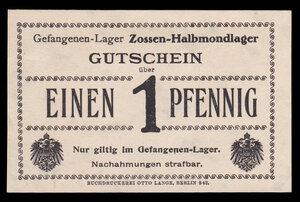 Gefangenen-Lager Zossen-Halbmondlager
GUTSCHEIN
über
EINEN 1 PFENNIG
Nur giltig im Gefangenen-Lager.
Nachahmungen strafbar.
BUCHDRUCKEREI OTTO LANGE, BERLIN S42.